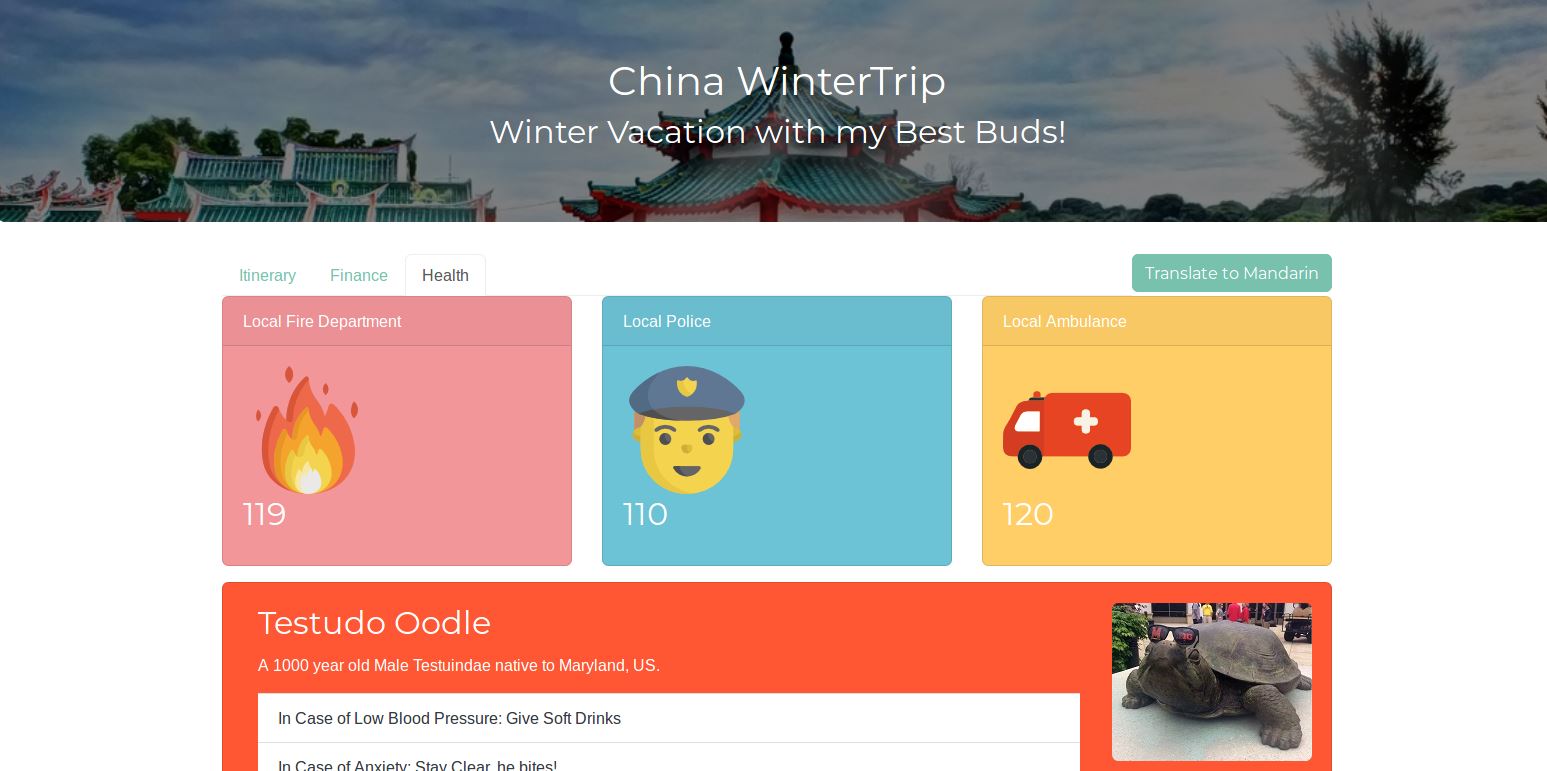 China WinterTrip
Winter Vacation with my Best Buds!
Itinerary Finance Health Translate to Mandarin
Local Fire Department
119
Local Police
110
Local Ambulance
120
Testudo Oodle
A 1000 year old Male Testuindae native to Maryland, US.
In Case of Low Blood Pressure: Give Soft Drinks
In Case of Anxiety: Stay Clear, he bites!